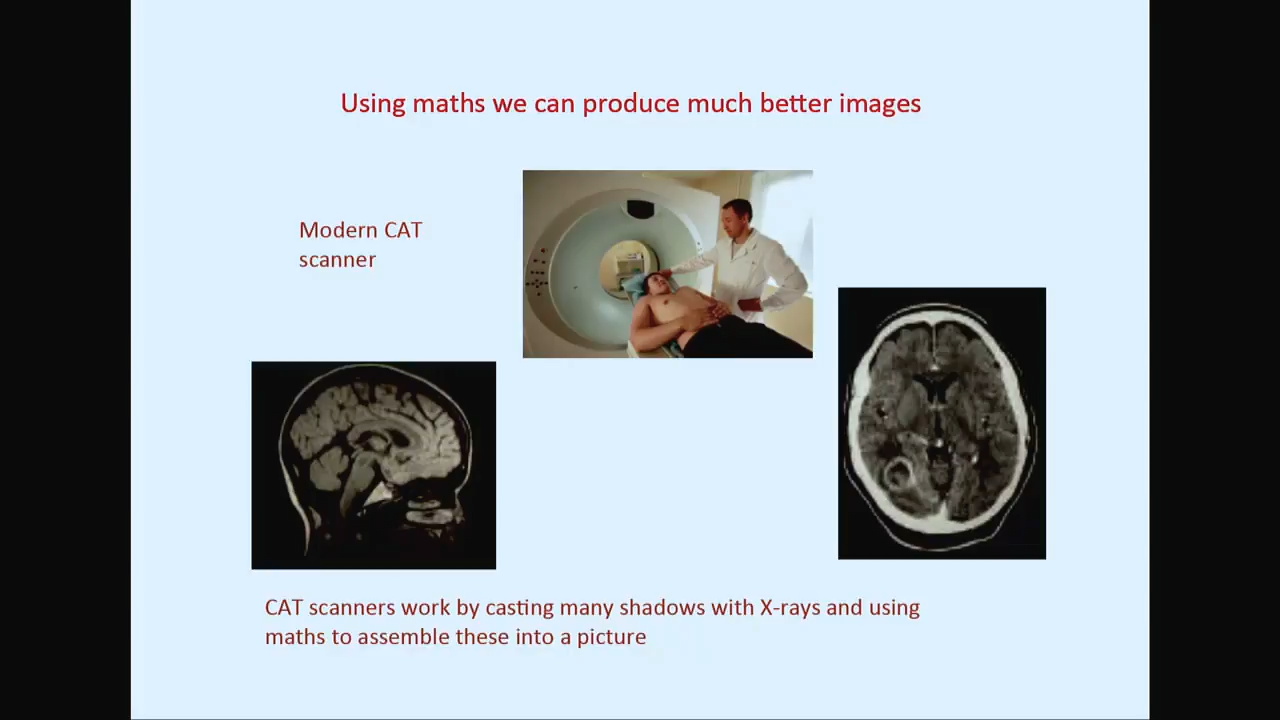 Using maths we can produce much better images
Modern CAT
scanner
CAT scanners work by casting many shadows with X-rays and using
maths to assemble these into a picture